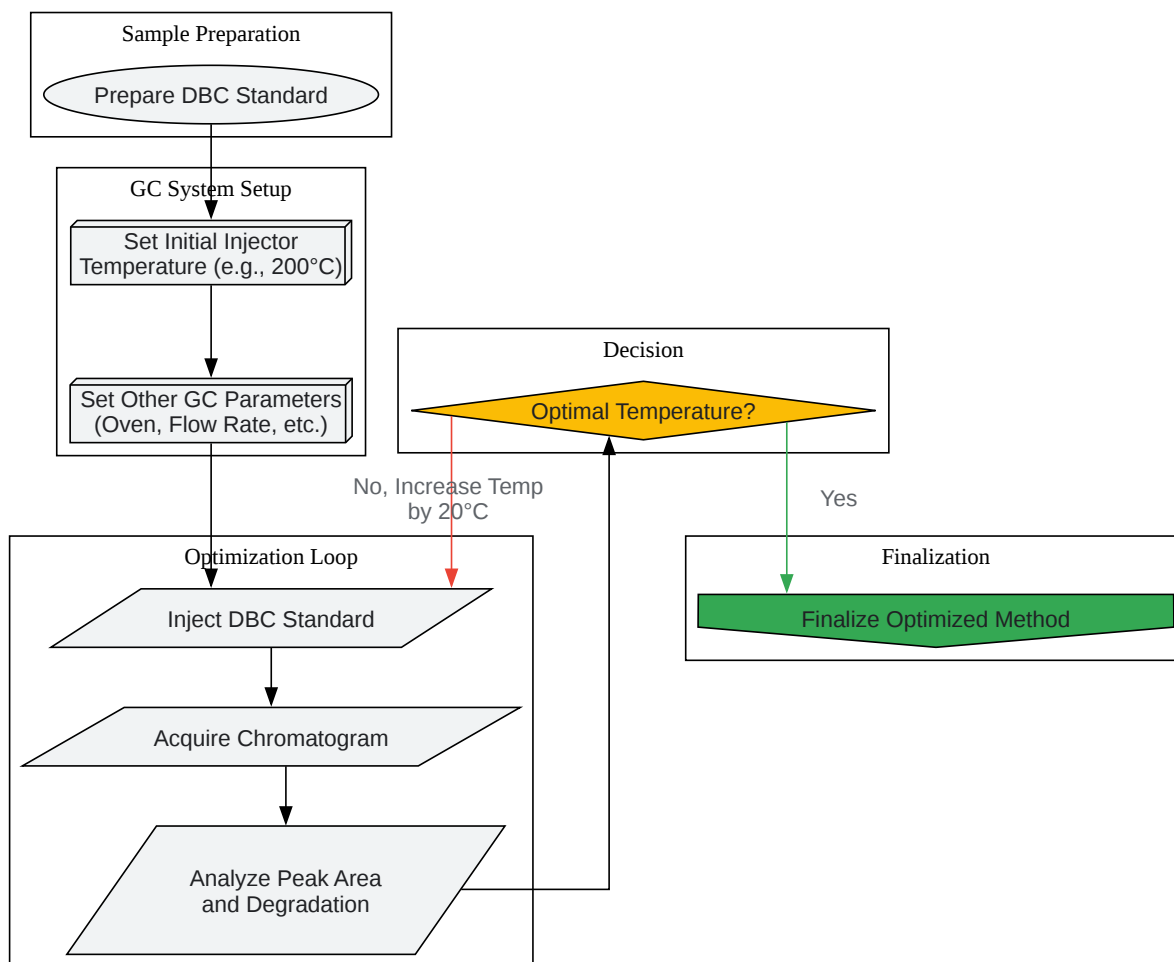 Sample Preparation
Prepare DBC Standard
GC System Setup
Set Initial Injector
Temperature (e.g., 200°C)
Set Other GC Parameters
(Oven, Flow Rate, etc.)
Decision
Optimal Temperature?
No, Increase Temp
by 20°C
Yes
Optimization Loop
Inject DBC Standard
Acquire Chromatogram
Analyze Peak Area
and Degradation
Finalization
Finalize Optimized Method